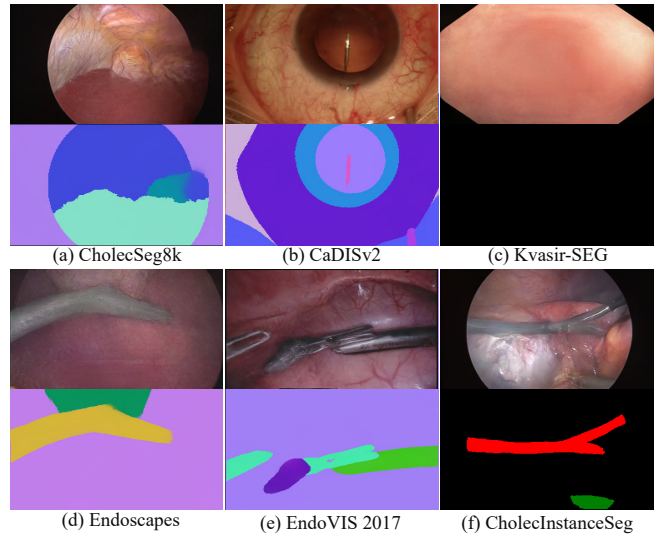 (a) CholecSeg8k
(b) CaDISv2
(c) Kvasir-SEG
(d) Endoscapes
(e) EndoVIS 2017
(f) CholecInstanceSeg